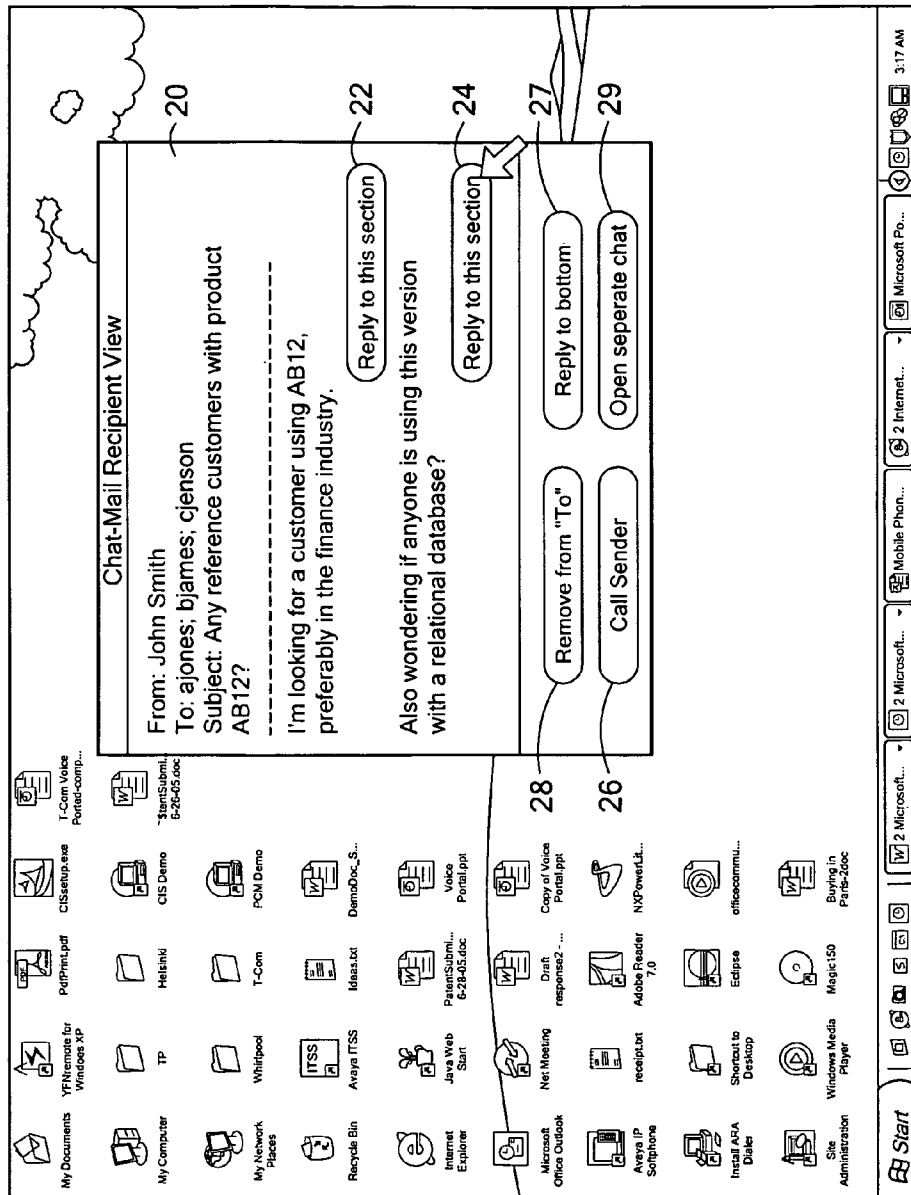 My Documents
YFNremote for
Windoes XP
PdfPrint.pdf
CISsetup.exe
T-Com Voice
Ported-comp...
My Computer
TP
Helsinki
CIS Demo
~$tentSubmi...
6-26-05.doc
My Network
Places
Whirlpool
T-Com
PCM Demo
Recycle Bin
ITSS
Avaya ITSS
Ideas.txt
DemoDoc_S...
Internet
Explorer
Java Web
Start
PatentSubmi...
6-28-05.doc
Voice
Portal.ppt
Microsoft
Office Outlook
Net Meeting
Draft
response2 - ...
Copy of Voice
Portal.ppt
Avaya IP
Softphone
receipt.txt
Adobe Reader
7.0
NXPowerLit...
Install ARA
Dialer
Shortcut to
Desktop
Eclipse
officecommu...
Site
Administration
Windows Media
Player
Magic150
Buying in
Paris-2doc
Chat-Mail Recipient View
From: John Smith
To: ajones; bjames; cjenson
Subject: Any reference customers with product
AB12?
20
I'm looking for a customer using AB12,
preferably in the finance industry.
Reply to this section
22
Also wondering if anyone is using this version
with a relational database?
Reply to this section
24
28
Remove from "To"
Reply to bottom
27
26
Call Sender
Open seperate chat
29
Start
2 Microsoft...
2 Microsoft...
Mobile Phon...
2 Internet...
Microsoft Po...
3:17 AM